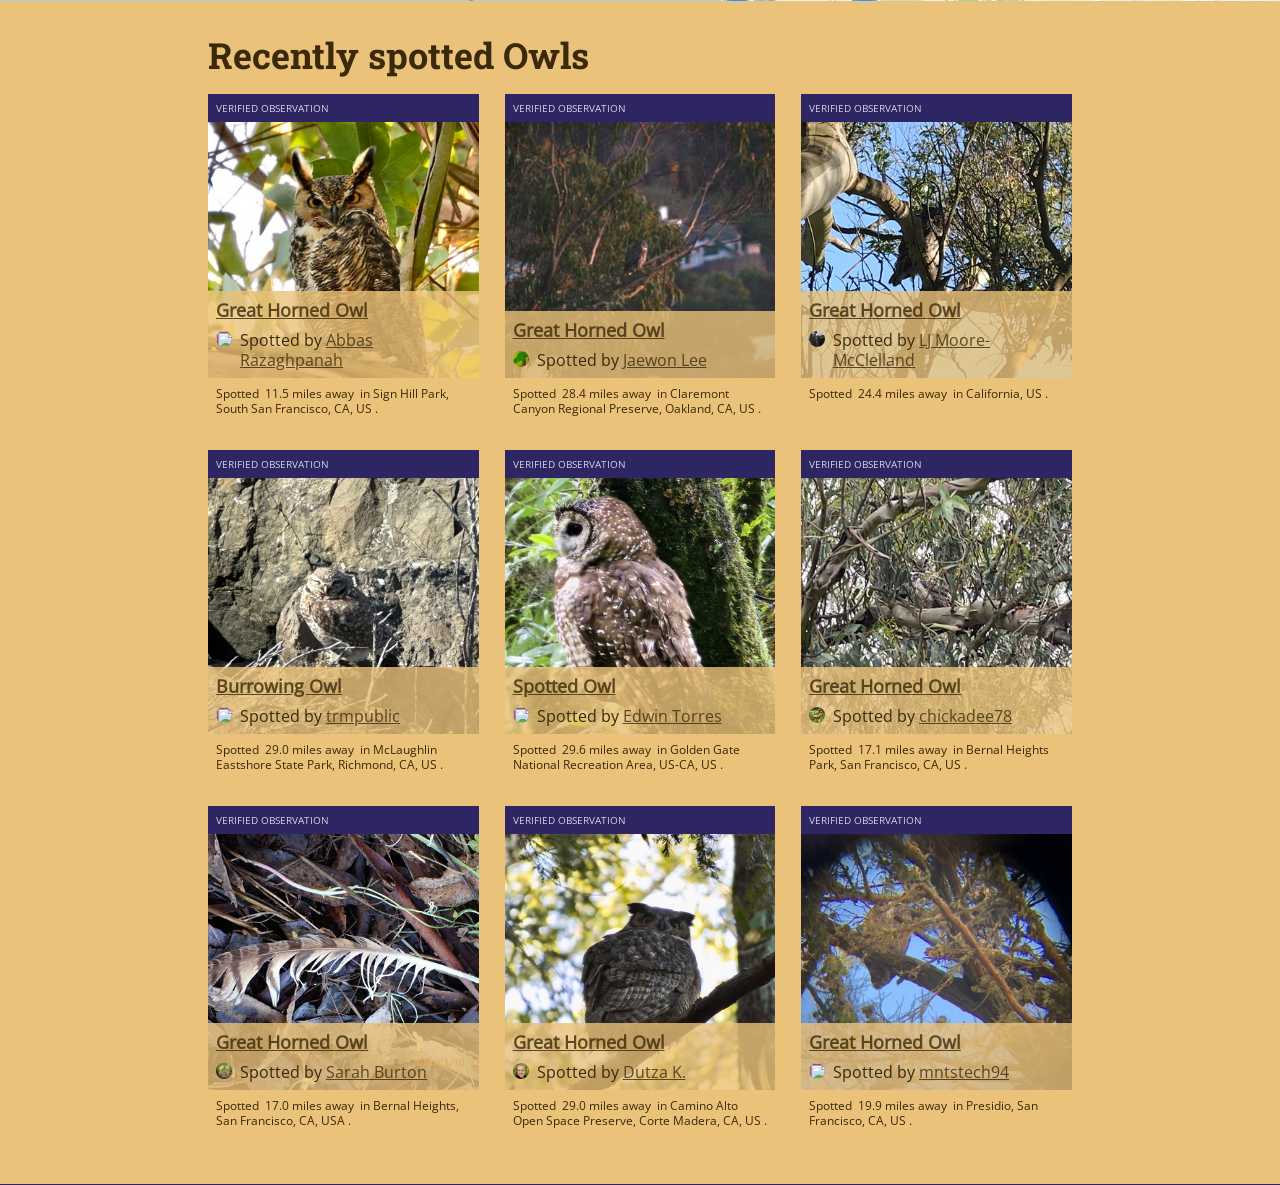 Recently spotted Owls
VERIFIED OBSERVATION
Great Horned Owl
Spotted by Abbas
Razaghpanah
Spotted 11.5 miles away in Sign Hill Park,
South San Francisco, CA, US .
VERIFIED OBSERVATION
Great Horned Owl
Spotted by Jaewon Lee
Spotted 28.4 miles away in Claremont
Canyon Regional Preserve, Oakland, CA, US .
VERIFIED OBSERVATION
Great Horned Owl
Spotted by LJ Moore-
McClelland
Spotted 24.4 miles away in California, US .
VERIFIED OBSERVATION
Burrowing Owl
Spotted by trmpublic
Spotted 29.0 miles away in McLaughlin
Eastshore State Park, Richmond, CA, US .
VERIFIED OBSERVATION
Spotted Owl
Spotted by Edwin Torres
Spotted 29.6 miles away in Golden Gate
National Recreation Area, US-CA, US .
VERIFIED OBSERVATION
Great Horned Owl
Spotted by chickadee78
Spotted 17.1 miles away in Bernal Heights
Park, San Francisco, CA, US .
VERIFIED OBSERVATION
Great Horned Owl
Spotted by Sarah Burton
Spotted 17.0 miles away in Bernal Heights,
San Francisco, CA, USA .
VERIFIED OBSERVATION
Great Horned Owl
Spotted by Dutza K.
Spotted 29.0 miles away in Camino Alto
Open Space Preserve, Corte Madera, CA, US .
VERIFIED OBSERVATION
Great Horned Owl
Spotted by mntstech94
Spotted 19.9 miles away in Presidio, San
Francisco, CA, US .